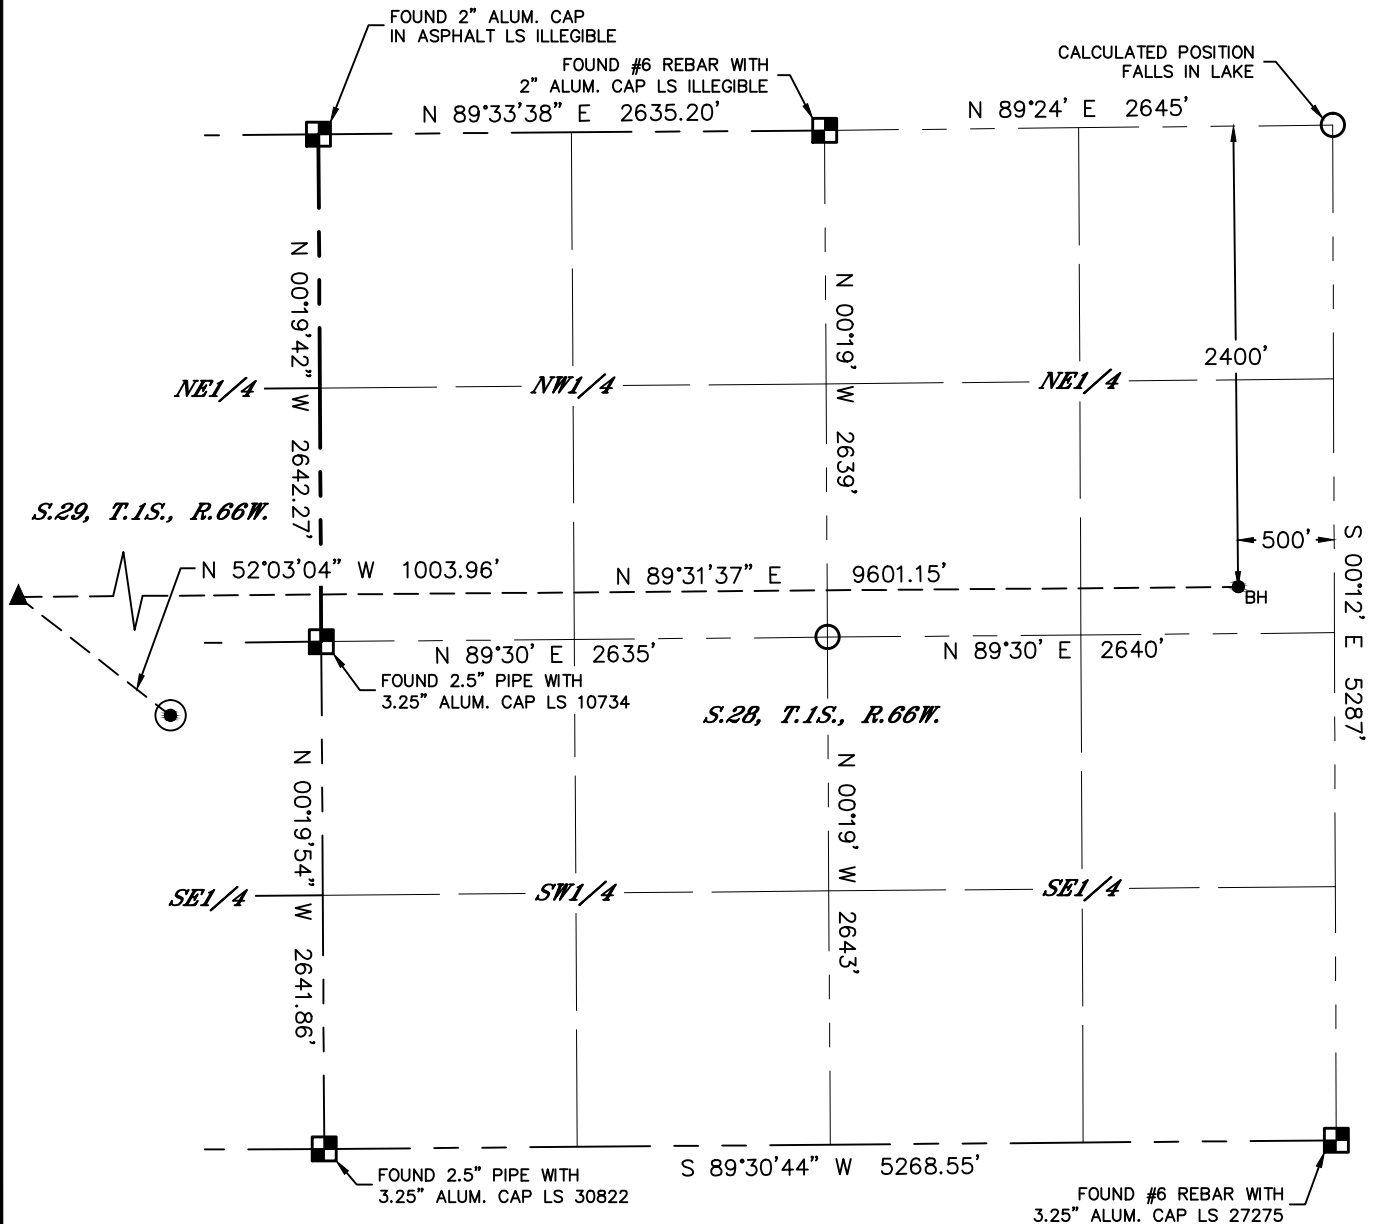 FOUND 2" ALUM. CAP
IN ASPHALT LS ILLEGIBLE
FOUND #6 REBAR WITH
2" ALUM. CAP LS ILLEGIBLE
CALCULATED POSITION
FALLS IN LAKE
N 89°33'38" E 2635.20'
N 89°24' E 2645'
N 00°19'42" W 2642.27'
N 00°19' W 2639'
2400'
NE1/4
NW1/4
NE1/4
S.29, T.1S., R.66W.
500'
S 00°12' E 5287'
N 52°03'04" W 1003.96'
N 89°31'37" E 9601.15'
BH
N 89°30' E 2635'
N 89°30' E 2640'
FOUND 2.5" PIPE WITH
3.25" ALUM. CAP LS 10734
S.28, T.1S., R.66W.
N 00°19'54" W 2641.86'
N 00°19' W 2643'
SE1/4
SW1/4
SE1/4
S 89°30'44" W 5268.55'
FOUND 2.5" PIPE WITH
3.25" ALUM. CAP LS 30822
FOUND #6 REBAR WITH
3.25" ALUM. CAP LS 27275